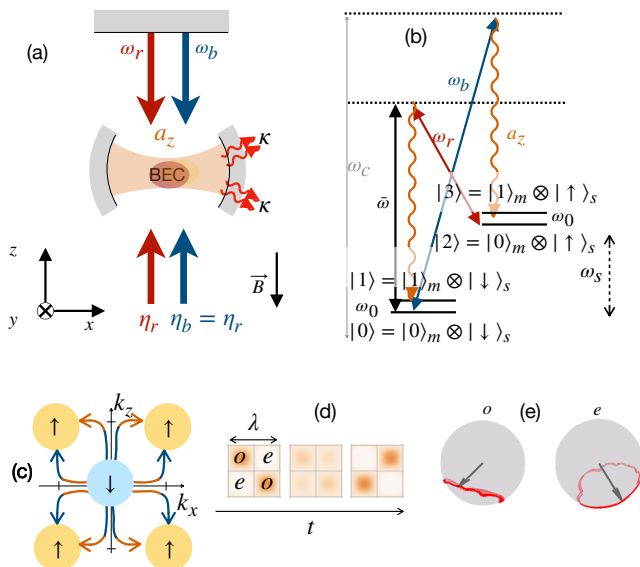 (a)
ω_r
ω_b
a_z
BEC
κ
κ
z
y
x
η_r
η_b = η_r
B⃗
(b)
ω_b
ω_r
a_z
ω_c
ω̄
|3⟩ = |1⟩_m ⊗ | ↑ ⟩_s
ω_0
|2⟩ = |0⟩_m ⊗ | ↑ ⟩_s
|1⟩ = |1⟩_m ⊗ | ↓ ⟩_s
ω_s
ω_0
|0⟩ = |0⟩_m ⊗ | ↓ ⟩_s
(c)
k_z
k_x
↑
↑
↓
↑
↑
(d)
λ
o e
e o
t
(e)
o
e